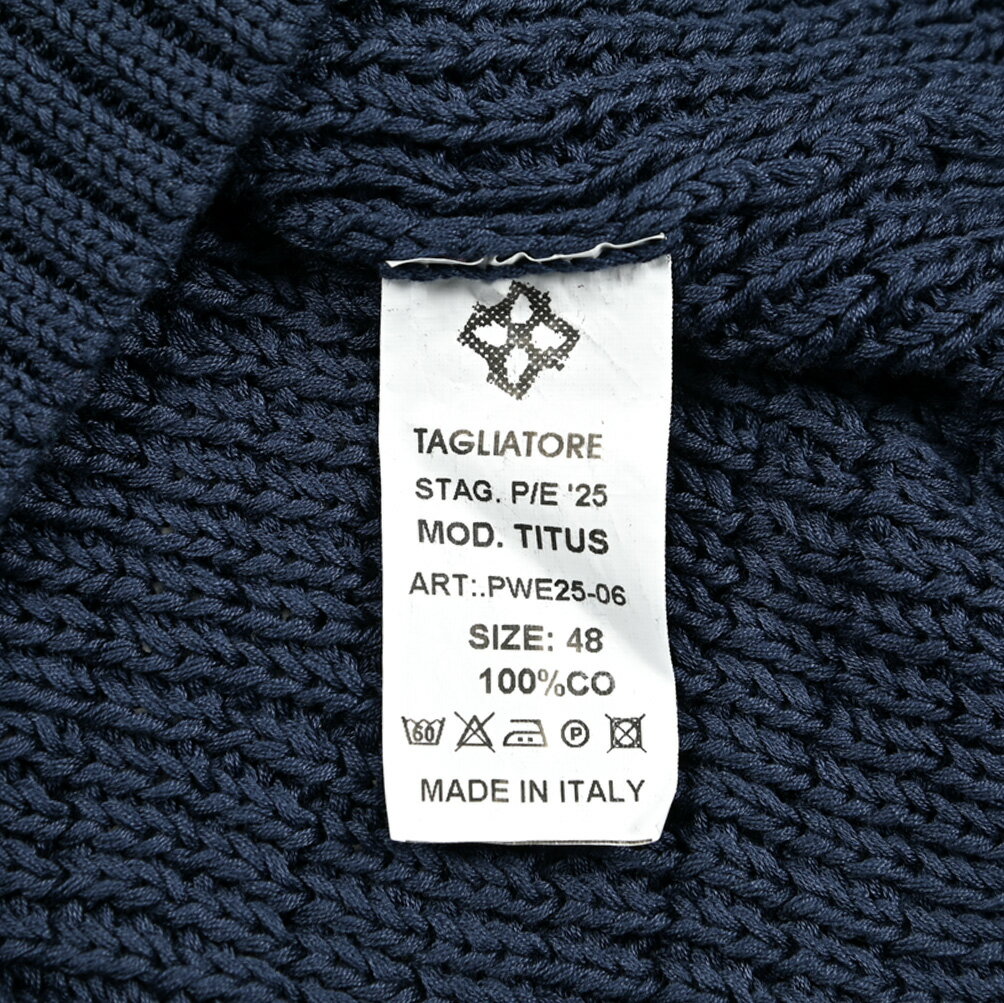 TAGLIATORE
STAG. P/E '25
MOD. TITUS
ART:.PWE25-06
SIZE: 48
100%CO
60 P
MADE IN ITALY